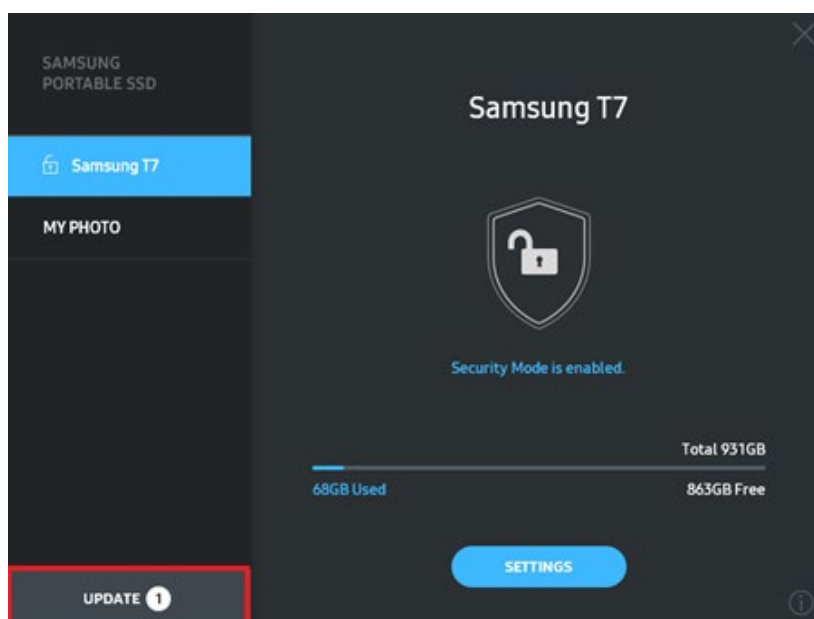 SAMSUNG
PORTABLE SSD
Samsung T7
MY PHOTO
UPDATE 1
Samsung T7
Security Mode is enabled.
Total 931GB
68GB Used 863GB Free
SETTINGS